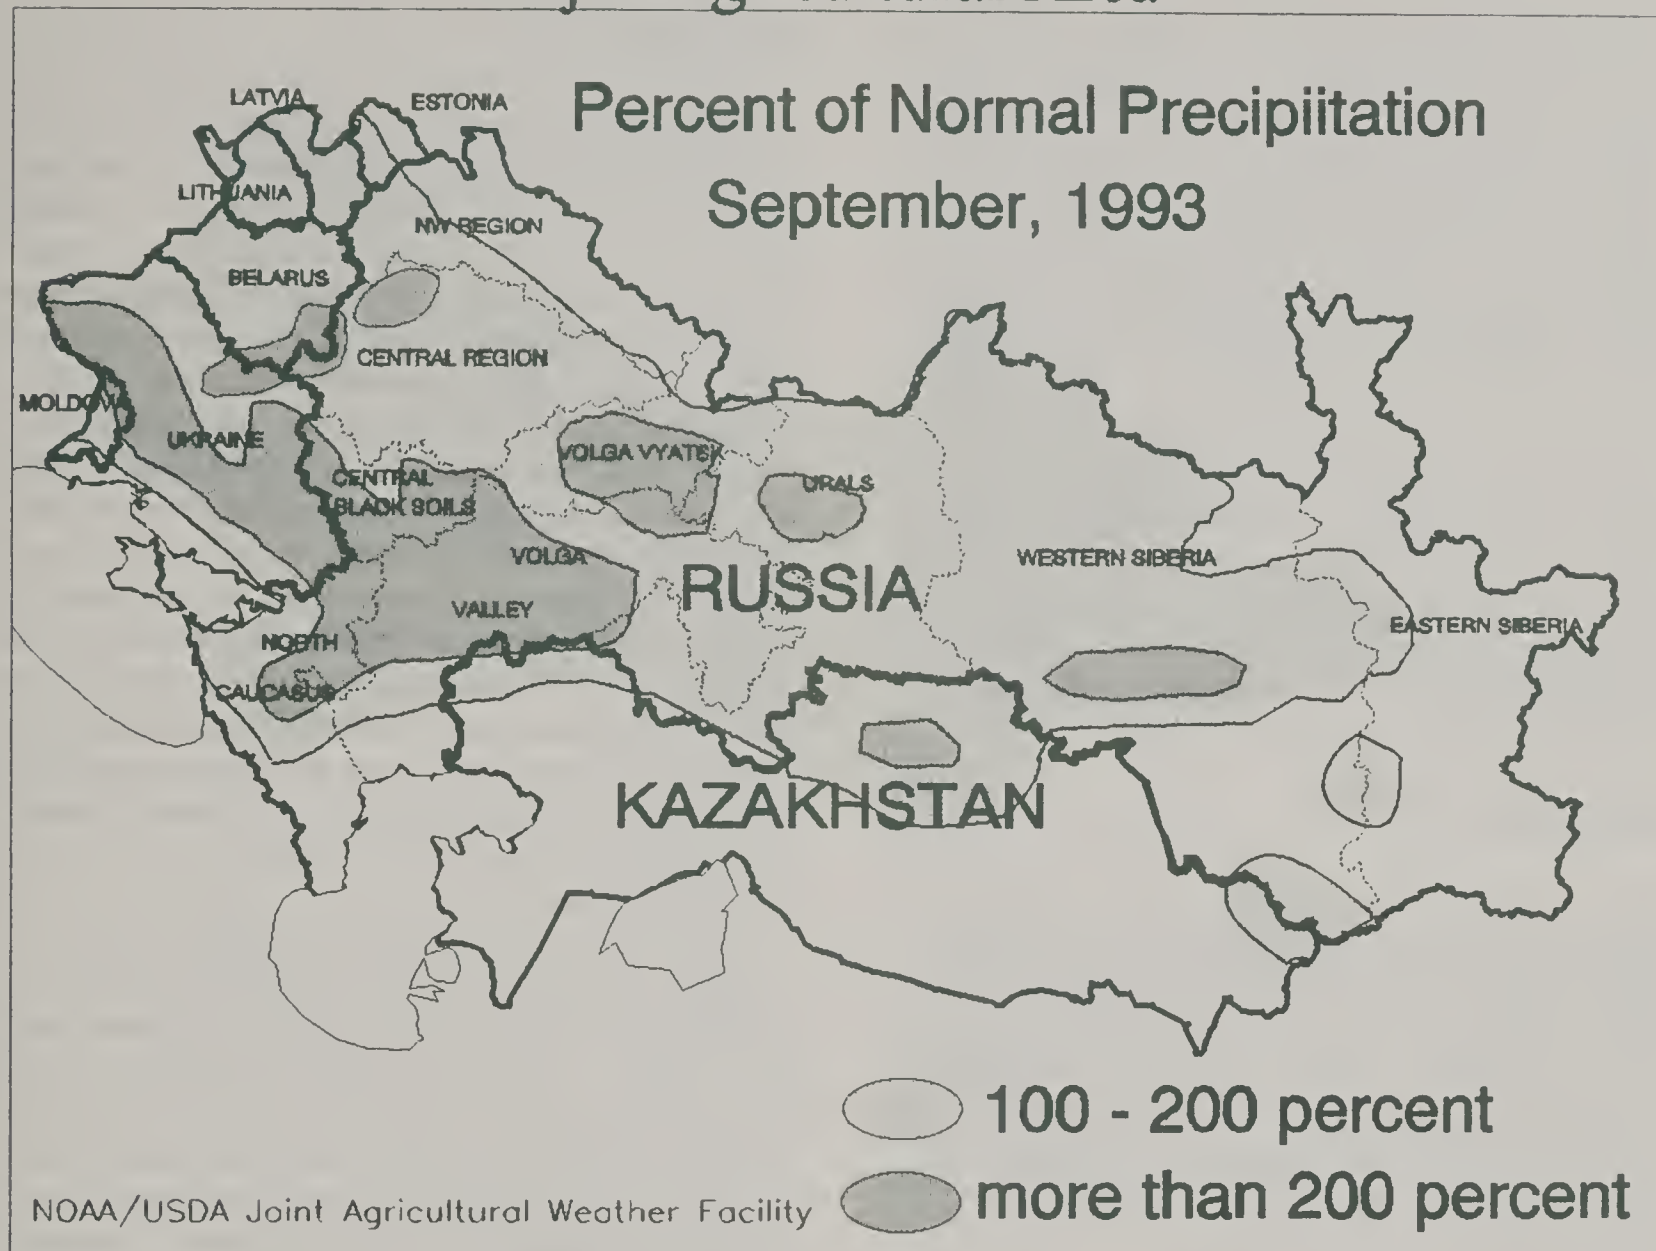 Percent of Normal Precipiitation
September, 1993
LATVIA
ESTONIA
LITHUANIA
NW REGION
BELARUS
CENTRAL REGION
MOLDOVA
UKRAINE
VOLGA VYATSK
CENTRAL
BLACK SOILS
URALS
VOLGA
VALLEY
WESTERN SIBERIA
RUSSIA
EASTERN SIBERIA
NORTH
CAUCASUS
KAZAKHSTAN
100 - 200 percent
more than 200 percent
NOAA/USDA Joint Agricultural Weather Facility